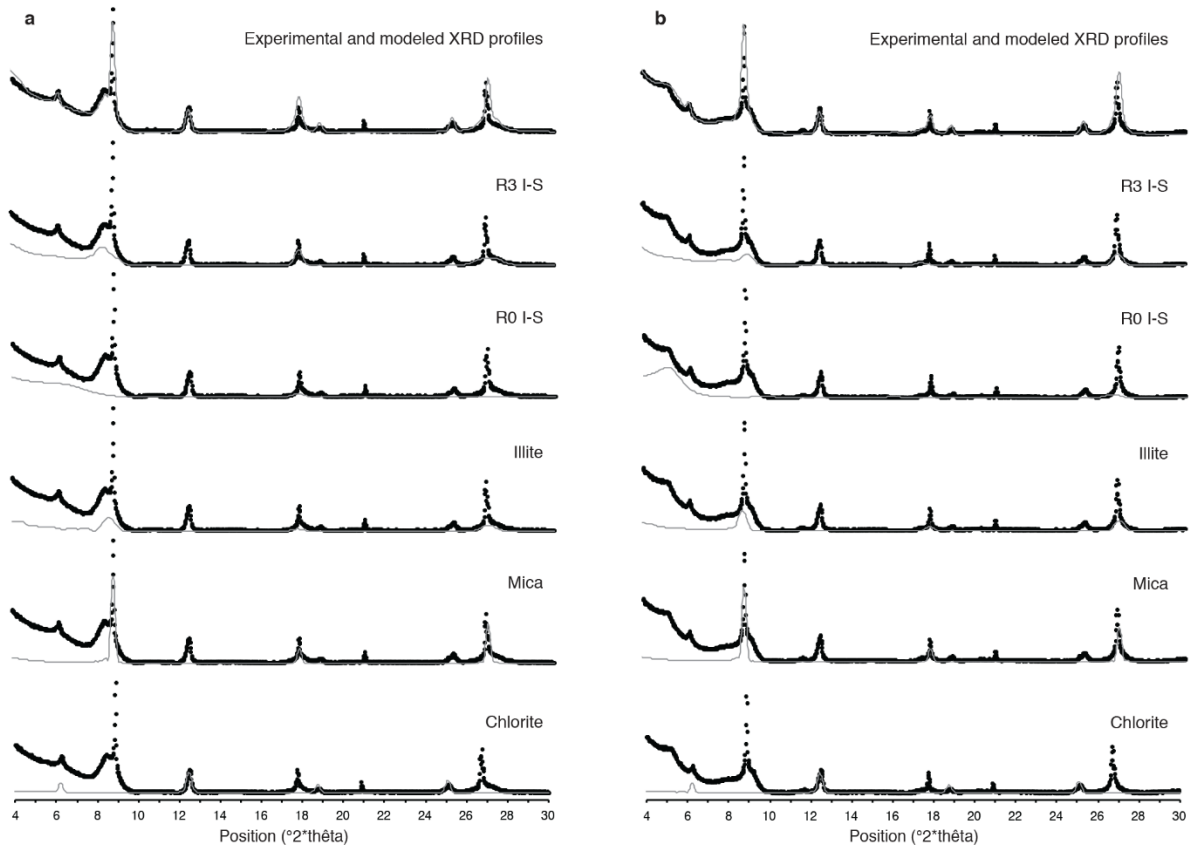 a
Experimental and modeled XRD profiles
R3 I-S
R0 I-S
Illite
Mica
Chlorite
4 6 8 10 12 14 16 18 20 22 24 26 28 30
Position (°2*thêta)
b
Experimental and modeled XRD profiles
R3 I-S
R0 I-S
Illite
Mica
Chlorite
4 6 8 10 12 14 16 18 20 22 24 26 28 30
Position (°2*thêta)